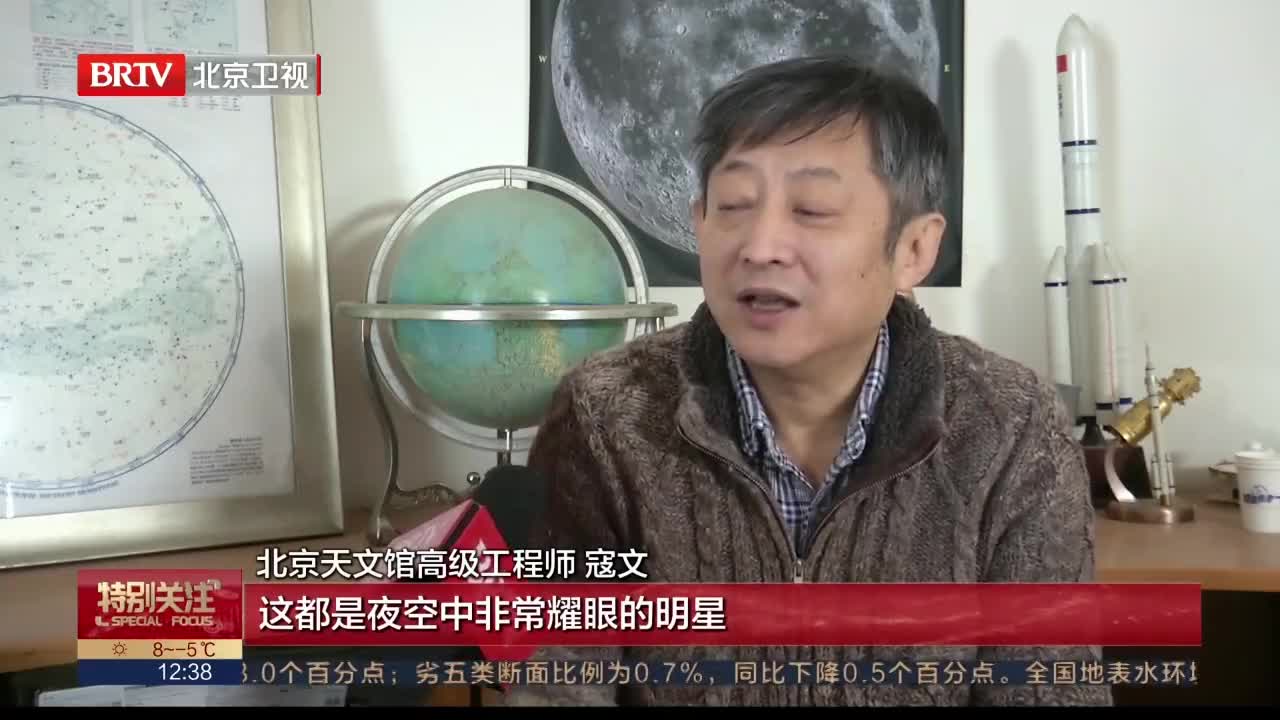 BRTV 北京卫视
W
E
北京天文馆高级工程师 寇文
特别关注
SPECIAL FOCUS
这都是夜空中非常耀眼的明星
8~-5℃
12:38
3.0个百分点；劣五类断面比例为0.7%，同比下降0.5个百分点。全国地表水环境